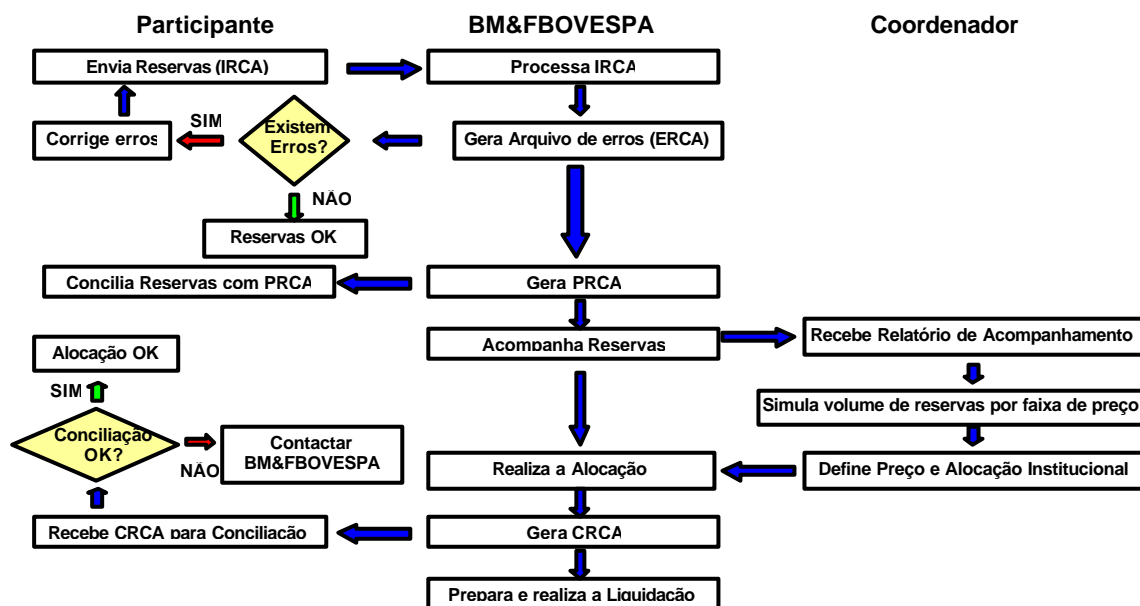 Participante
BM&FBOVESPA
Coordenador
Envia Reservas (IRCA)
Processa IRCA
SIM
Existem
Erros?
Corrige erros
Gera Arquivo de erros (ERCA)
NÃO
Reservas OK
Concilia Reservas com PRCA
Gera PRCA
Acompanha Reservas
Recebe Relatório de Acompanhamento
Alocação OK
SIM
Simula volume de reservas por faixa de preço
Conciliação
OK?
NÃO
Contactar
BM&FBOVESPA
Realiza a Alocação
Define Preço e Alocação Institucional
Recebe CRCA para Conciliação
Gera CRCA
Prepara e realiza a Liquidação